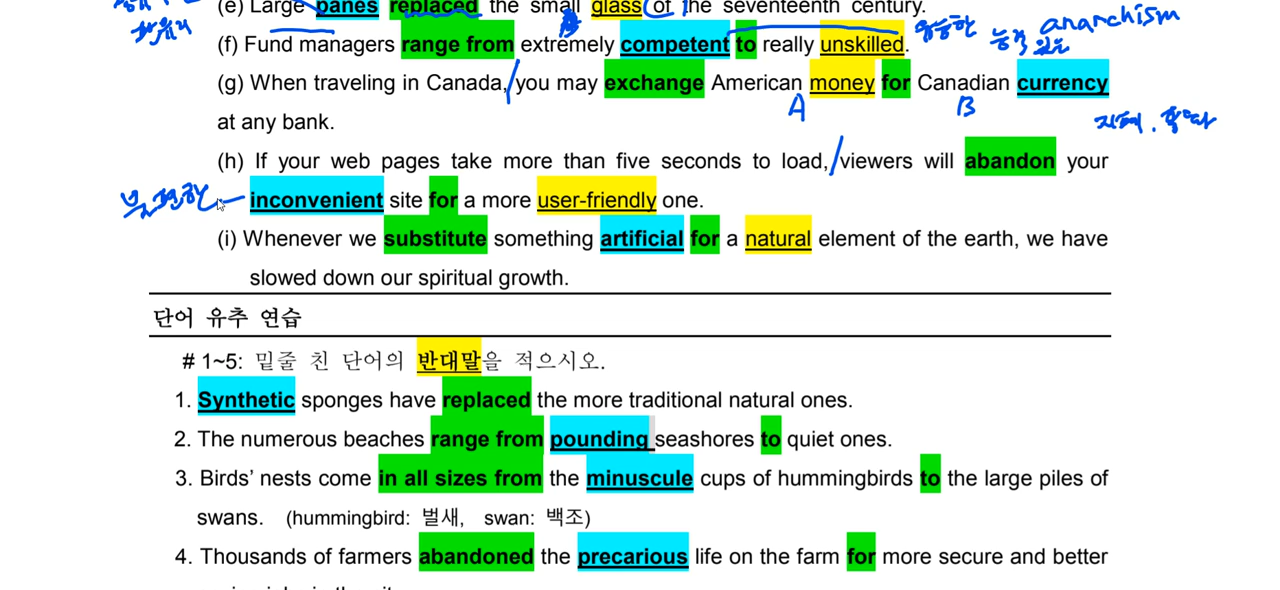 (e) Large panes replaced the small glass of the seventeenth century.
(f) Fund managers range from extremely competent to really unskilled.
능력 있는
anarchism
(g) When traveling in Canada, you may exchange American money for Canadian currency
A B
at any bank.
(h) If your web pages take more than five seconds to load, viewers will abandon your
불편한
inconvenient site for a more user-friendly one.
(i) Whenever we substitute something artificial for a natural element of the earth, we have
slowed down our spiritual growth.
단어 유추 연습
# 1~5: 밑줄 친 단어의 반대말을 적으시오.
1. Synthetic sponges have replaced the more traditional natural ones.
2. The numerous beaches range from pounding seashores to quiet ones.
3. Birds' nests come in all sizes from the minuscule cups of hummingbirds to the large piles of
swans. (hummingbird: 벌새, swan: 백조)
4. Thousands of farmers abandoned the precarious life on the farm for more secure and better